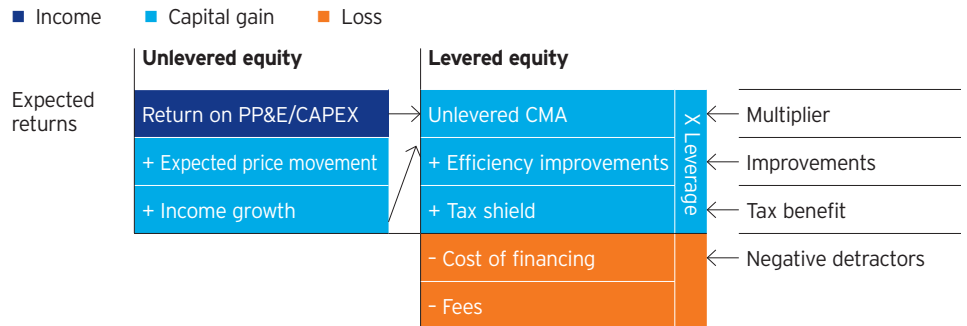 Income Capital gain Loss
Unlevered equity Levered equity
Expected
returns
Return on PP&E/CAPEX Unlevered CMA Multiplier
+ Expected price movement + Efficiency improvements Improvements
+ Income growth + Tax shield Tax benefit
X Leverage
- Cost of financing Negative detractors
- Fees